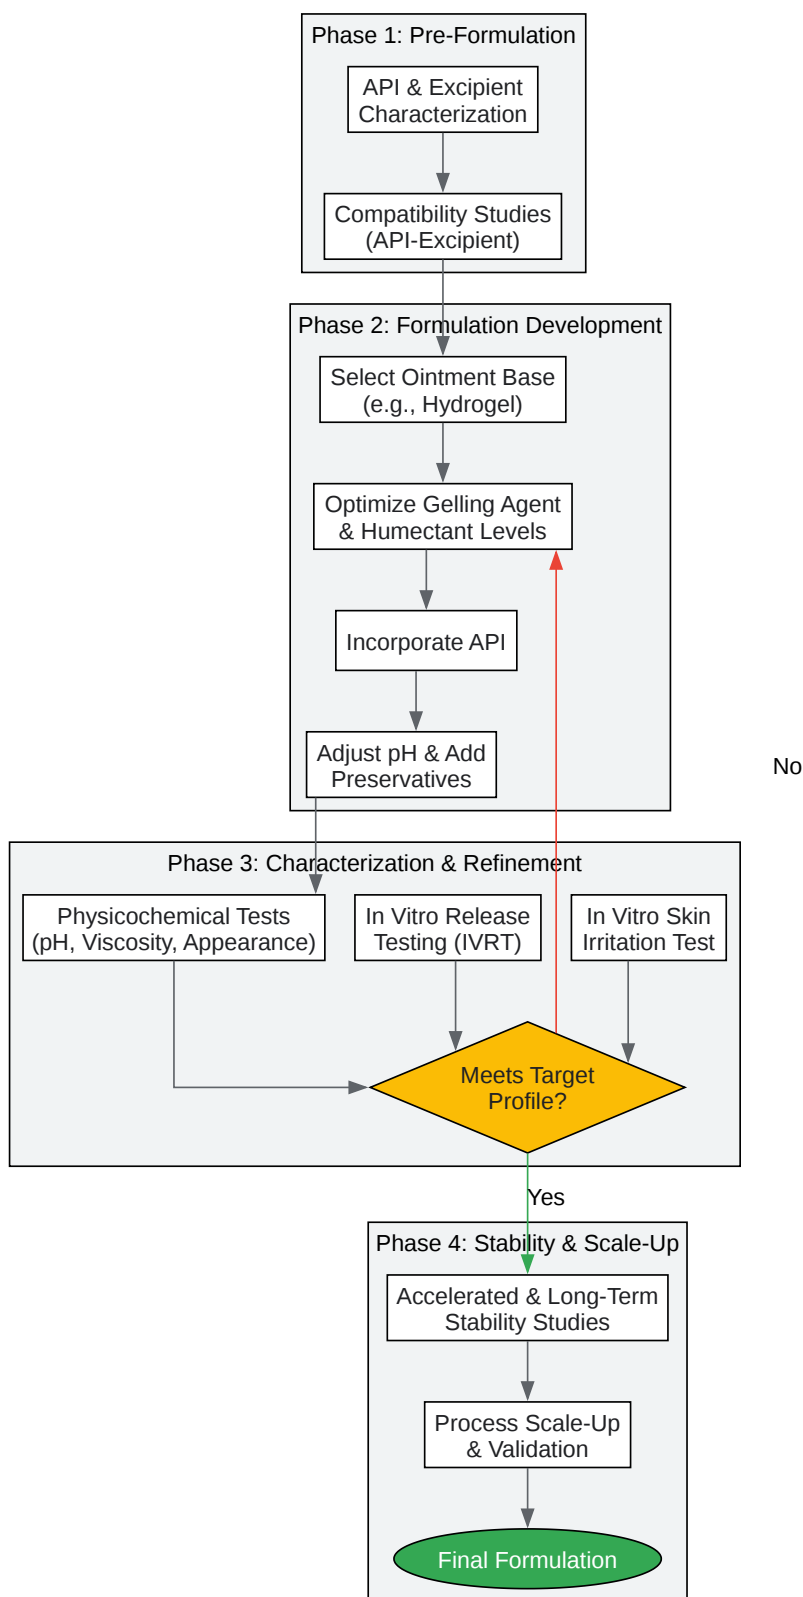 Phase 1: Pre-Formulation
API & Excipient
Characterization
Compatibility Studies
(API-Excipient)
Phase 2: Formulation Development
Select Ointment Base
(e.g., Hydrogel)
Optimize Gelling Agent
& Humectant Levels
Incorporate API
Adjust pH & Add
Preservatives
No
Phase 3: Characterization & Refinement
Physicochemical Tests
(pH, Viscosity, Appearance)
In Vitro Release
Testing (IVRT)
In Vitro Skin
Irritation Test
Meets Target
Profile?
Yes
Phase 4: Stability & Scale-Up
Accelerated & Long-Term
Stability Studies
Process Scale-Up
& Validation
Final Formulation